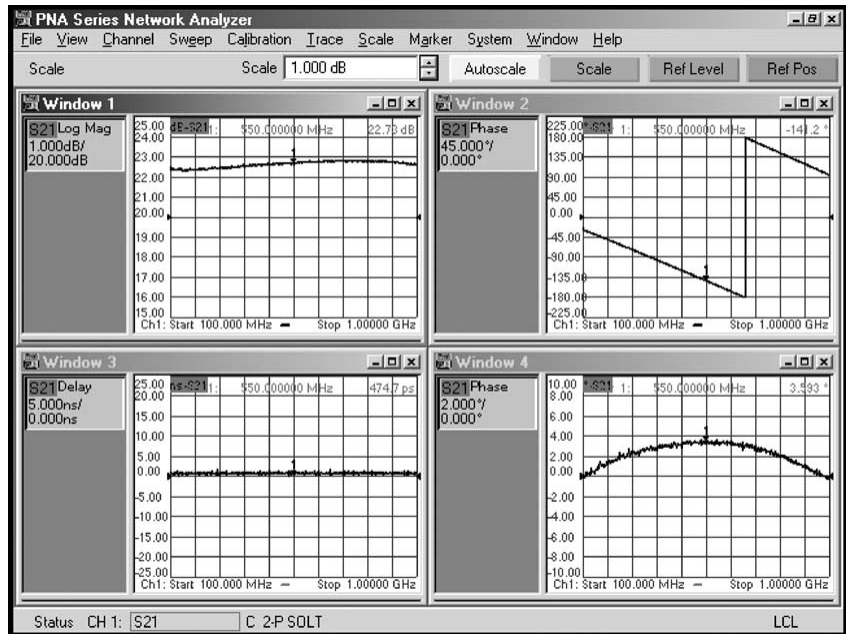 PNA Series Network Analyzer
File View Channel Sweep Calibration Trace Scale Marker System Window Help
Scale Scale 1.000 dB Autoscale Scale Ref Level Ref Pos
Window 1
S21 Log Mag
1.000dB/
20.000dB
25.00 dB-S21 1: 550.000000 MHz 22.73 dB
24.00
23.00
22.00
21.00
20.00
19.00
18.00
17.00
16.00
15.00
1
Ch1: Start 100.000 MHz — Stop 1.00000 GHz
Window 2
S21 Phase
45.000°/
0.000°
225.00 °-S21 1: 550.000000 MHz -141.2 °
180.00
135.00
90.00
45.00
0.00
-45.00
-90.00
-135.00
-180.00
-225.00
1
Ch1: Start 100.000 MHz — Stop 1.00000 GHz
Window 3
S21 Delay
5.000ns/
0.000ns
25.00 ns-S21 1: 550.000000 MHz 474.7 ps
20.00
15.00
10.00
5.00
0.00
-5.00
-10.00
-15.00
-20.00
-25.00
1
Ch1: Start 100.000 MHz — Stop 1.00000 GHz
Window 4
S21 Phase
2.000°/
0.000°
10.00 °-S21 1: 550.000000 MHz 3.593 °
8.00
6.00
4.00
2.00
0.00
-2.00
-4.00
-6.00
-8.00
-10.00
1
Ch1: Start 100.000 MHz — Stop 1.00000 GHz
Status CH 1: S21 C 2-P SOLT LCL